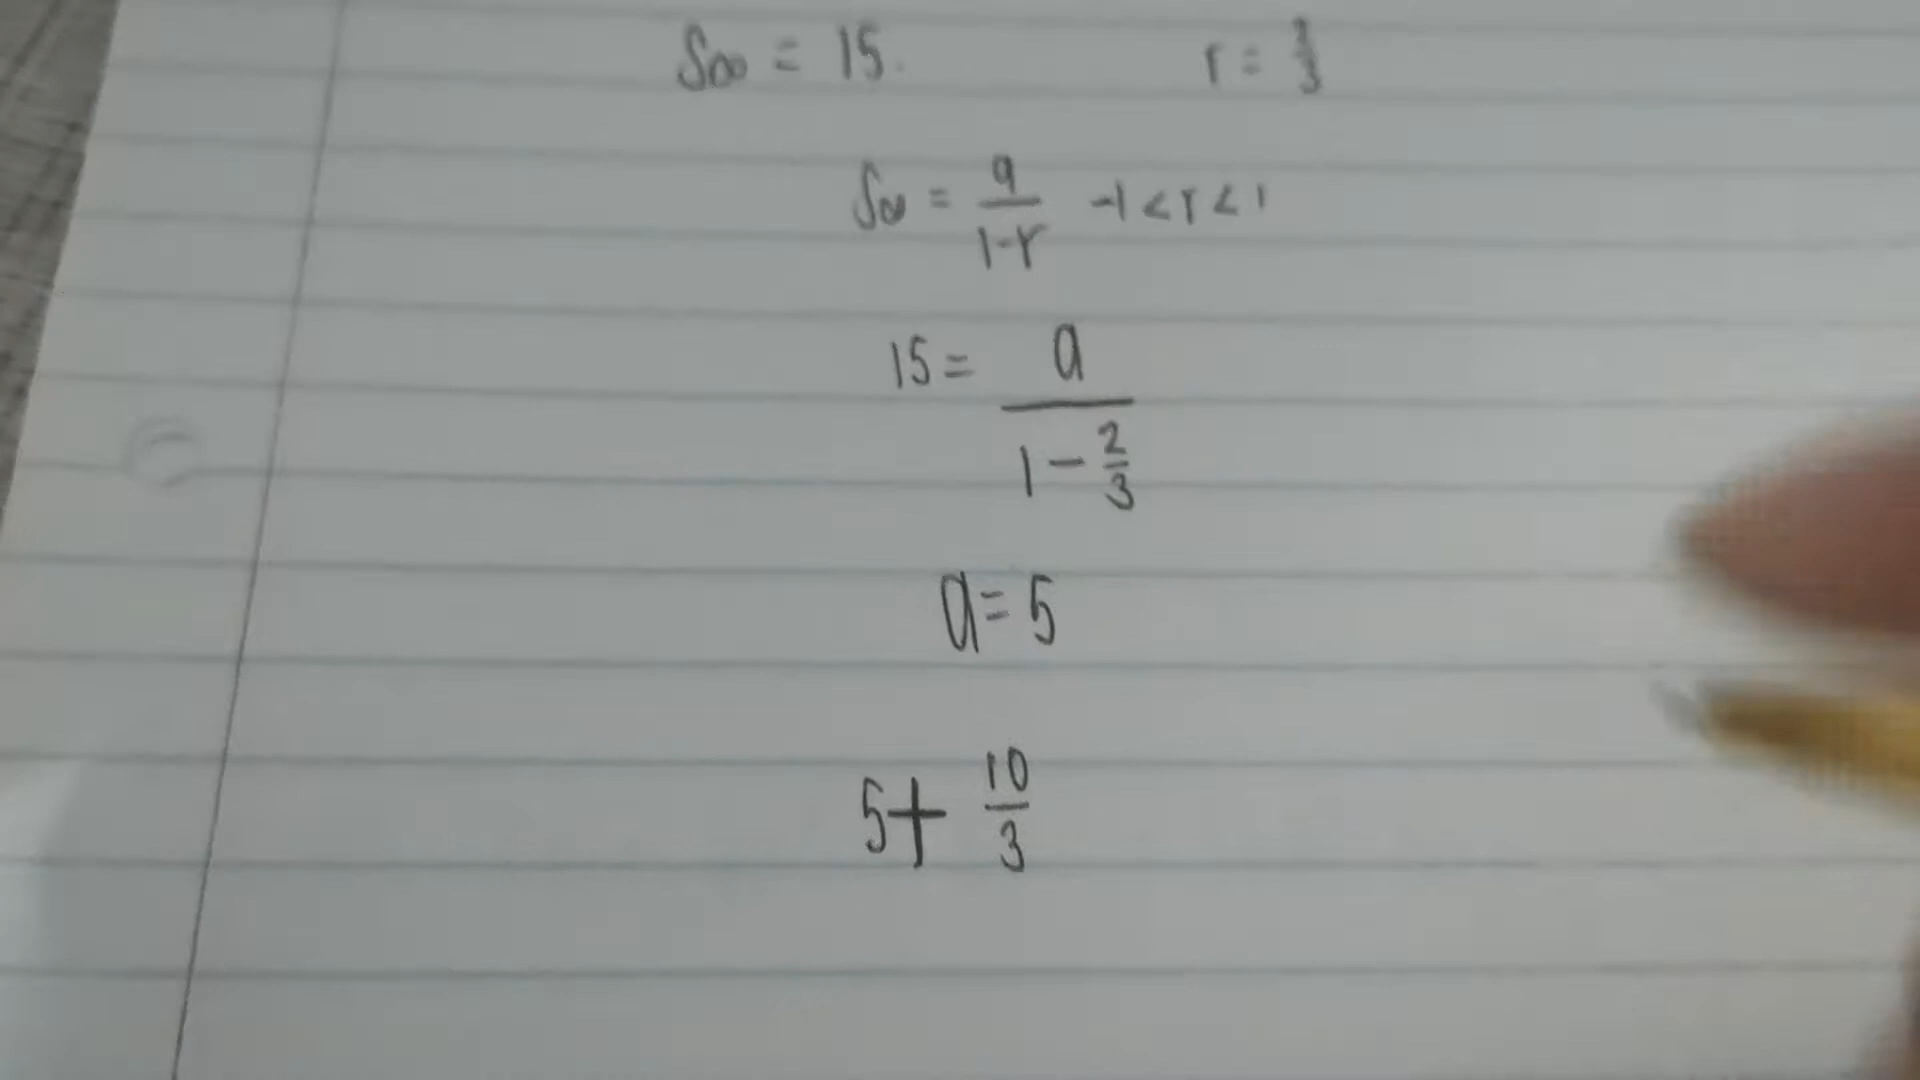 S∞ = 15. r = 2/3
S∞ = a/(1-r) -1 < r < 1
15 = a/(1 - 2/3)
a = 5
5 + 10/3